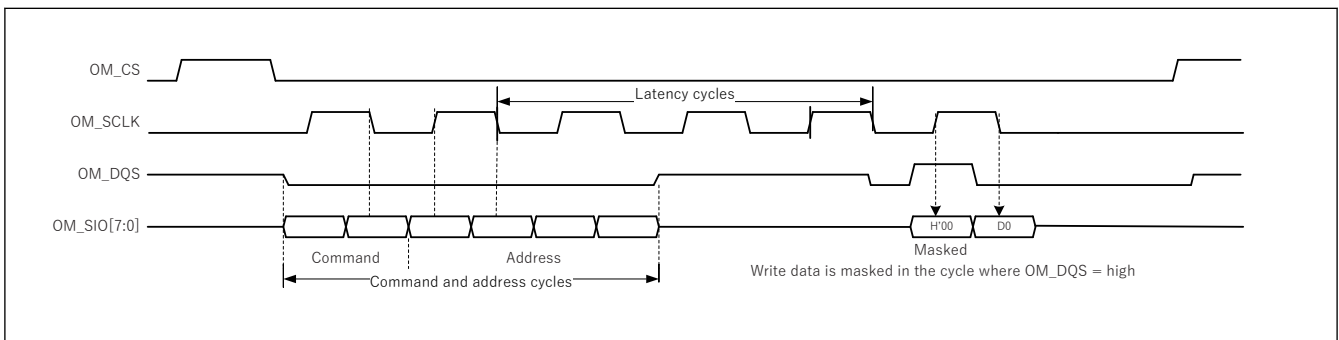 OM_CS
Latency cycles
OM_SCLK
OM_DQS
OM_SIO[7:0]
H'00
D0
Command
Address
Masked
Write data is masked in the cycle where OM_DQS = high
Command and address cycles